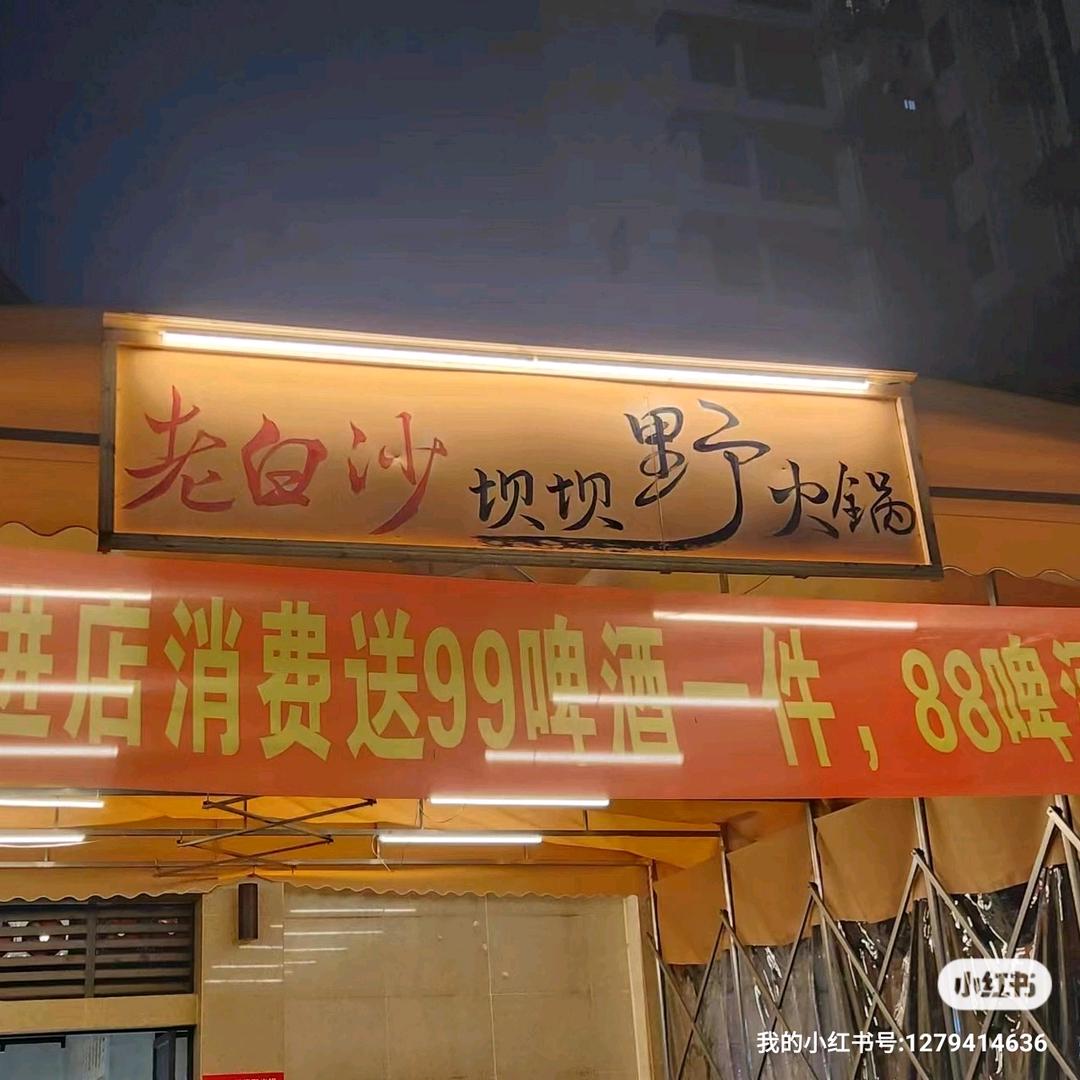 老白沙 坝坝野火锅
进店消费送99啤酒一件，88啤酒
小红书
我的小红书号:1279414636